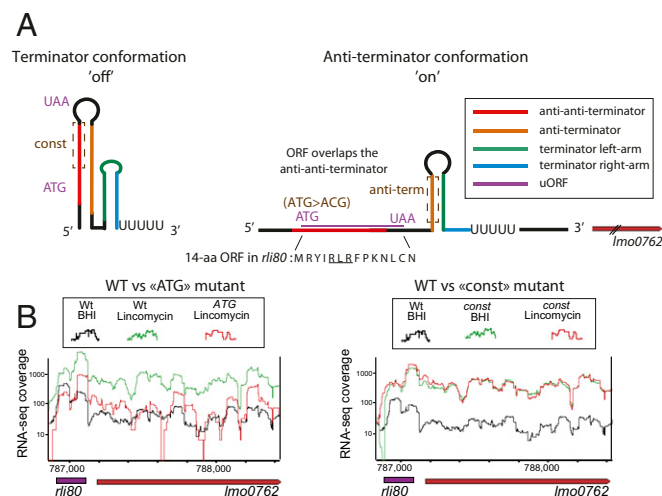 A
Terminator conformation
'off'
Anti-terminator conformation
'on'
UAA
const
ATG
5′
UUUUU
3′
anti-anti-terminator
anti-terminator
terminator left-arm
terminator right-arm
uORF
ORF overlaps the
anti-anti-terminator
(ATG>ACG)
ATG
UAA
anti-term
5′
UUUUU
3′
lmo0762
14-aa ORF in rli80 : MRYIRLRFPKNLCN
B
WT vs «ATG» mutant
Wt
BHI
Wt
Lincomycin
ATG
Lincomycin
RNA-seq coverage
1000
100
10
787,000
788,000
rli80
lmo0762
WT vs «const» mutant
Wt
BHI
const
BHI
const
Lincomycin
RNA-seq coverage
1000
100
10
787,000
788,000
rli80
lmo0762